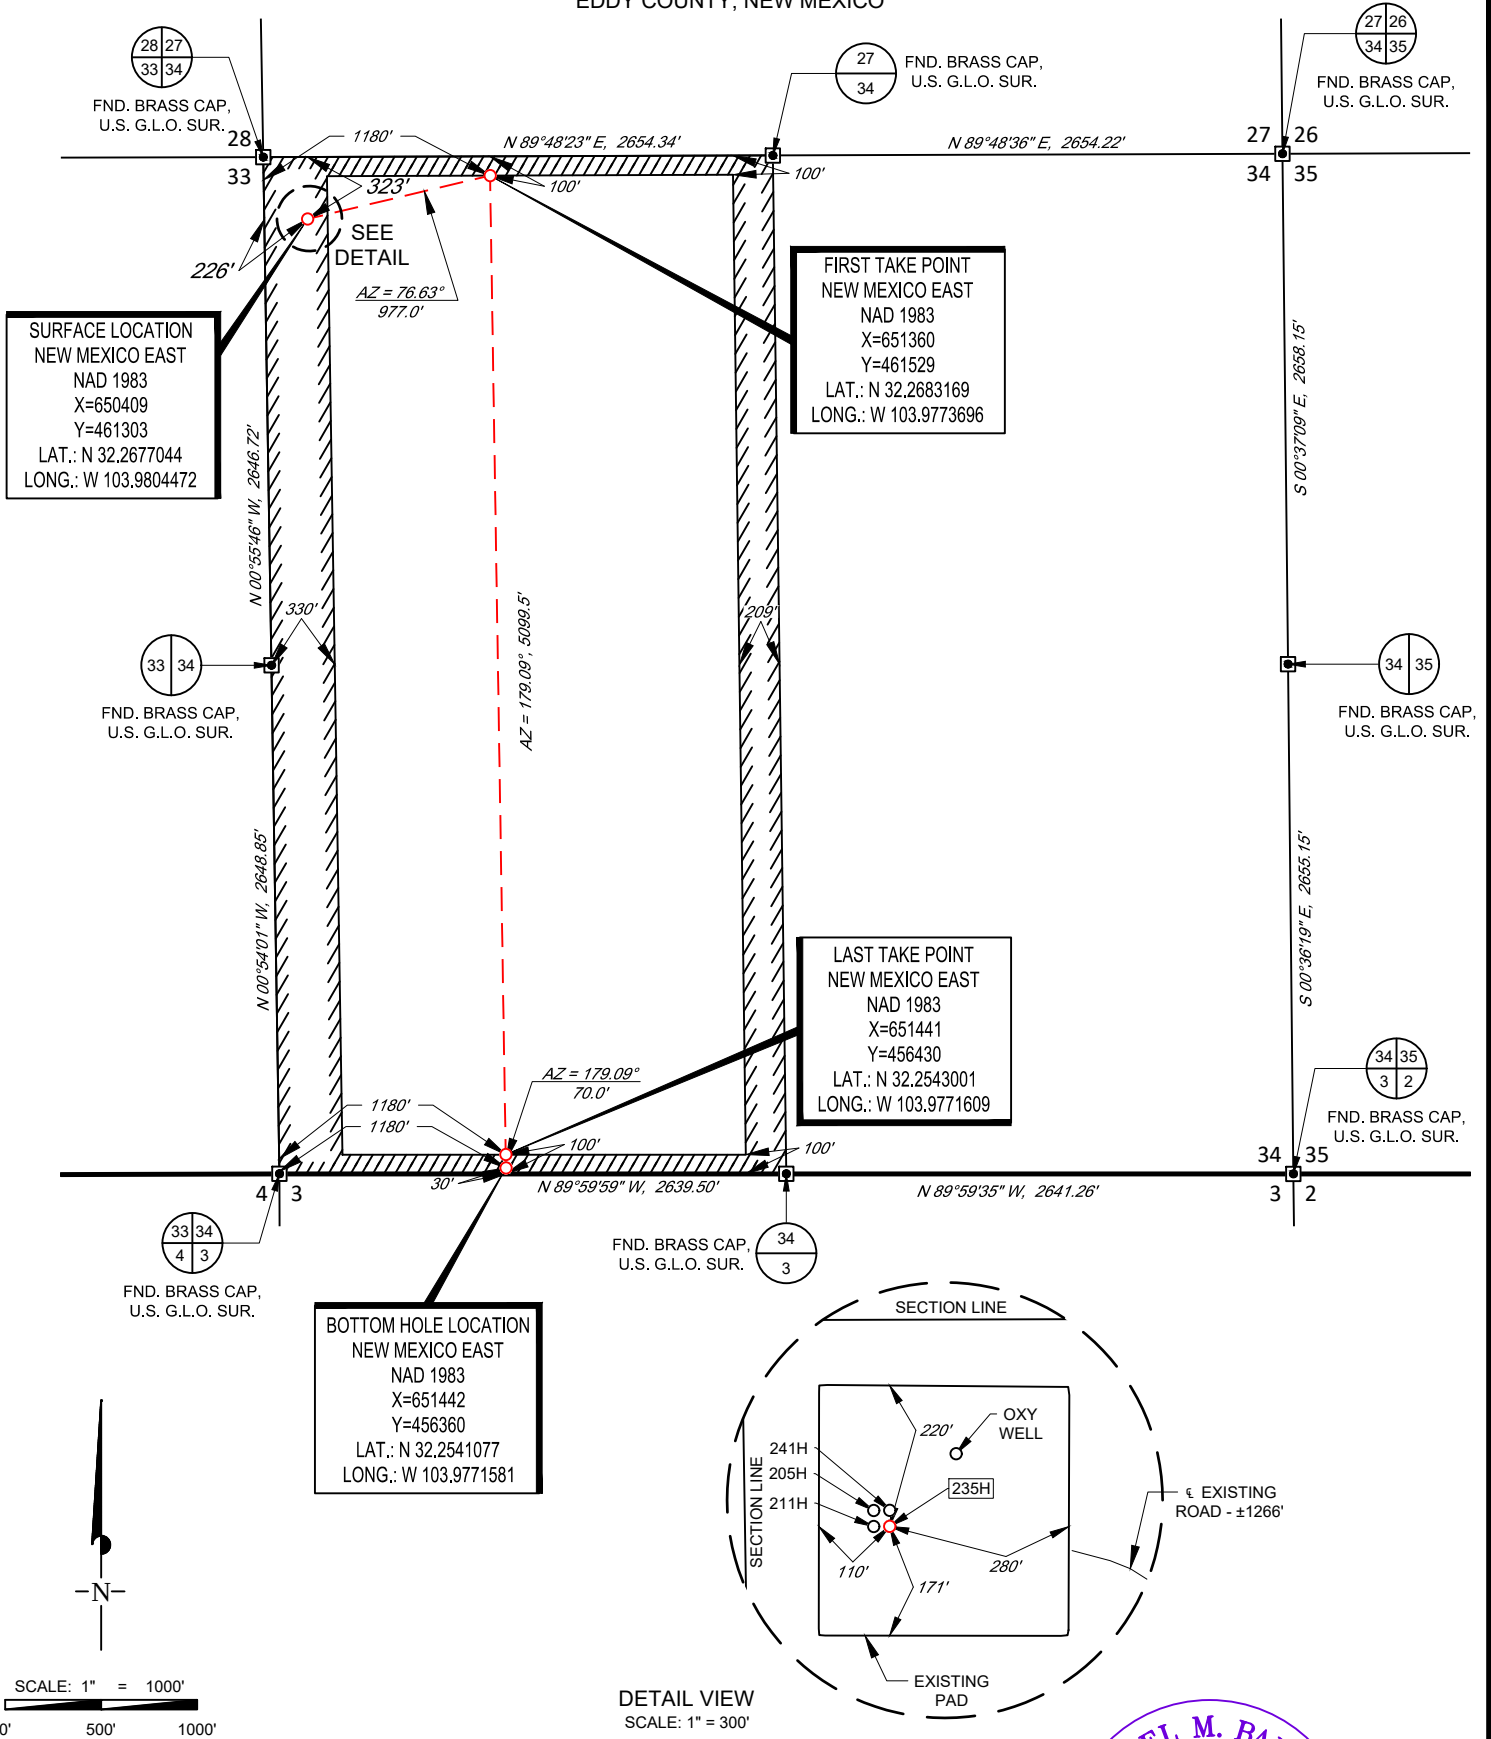 EDDY COUNTY, NEW MEXICO
28 27
33 34
FND. BRASS CAP,
U.S. G.L.O. SUR.
27
34
FND. BRASS CAP,
U.S. G.L.O. SUR.
27 26
34 35
FND. BRASS CAP,
U.S. G.L.O. SUR.
28
33
1180'
N 89°48'23" E, 2654.34'
N 89°48'36" E, 2654.22'
27 26
34 35
323'
100'
100'
SEE
DETAIL
226'
AZ = 76.63°
977.0'
SURFACE LOCATION
NEW MEXICO EAST
NAD 1983
X=650409
Y=461303
LAT.: N 32.2677044
LONG.: W 103.9804472
FIRST TAKE POINT
NEW MEXICO EAST
NAD 1983
X=651360
Y=461529
LAT.: N 32.2683169
LONG.: W 103.9773696
N 00°55'46" W, 2646.72'
S 00°37'09" E, 2658.15'
330'
209'
AZ = 179.09°, 5099.5'
33 34
FND. BRASS CAP,
U.S. G.L.O. SUR.
34 35
FND. BRASS CAP,
U.S. G.L.O. SUR.
N 00°54'01" W, 2648.85'
S 00°36'19" E, 2655.15'
LAST TAKE POINT
NEW MEXICO EAST
NAD 1983
X=651441
Y=456430
LAT.: N 32.2543001
LONG.: W 103.9771609
AZ = 179.09°
70.0'
1180'
1180'
100'
100'
30'
34 35
3 2
FND. BRASS CAP,
U.S. G.L.O. SUR.
34 35
3 2
4 3
N 89°59'59" W, 2639.50'
N 89°59'35" W, 2641.26'
33 34
4 3
FND. BRASS CAP,
U.S. G.L.O. SUR.
FND. BRASS CAP,
U.S. G.L.O. SUR.
34
3
BOTTOM HOLE LOCATION
NEW MEXICO EAST
NAD 1983
X=651442
Y=456360
LAT.: N 32.2541077
LONG.: W 103.9771581
SECTION LINE
SECTION LINE
220'
OXY
WELL
241H
205H
211H
235H
110'
171'
280'
℄ EXISTING
ROAD - ±1266'
EXISTING
PAD
DETAIL VIEW
SCALE: 1" = 300'
-N-
SCALE: 1" = 1000'
0' 500' 1000'
EL M. BA